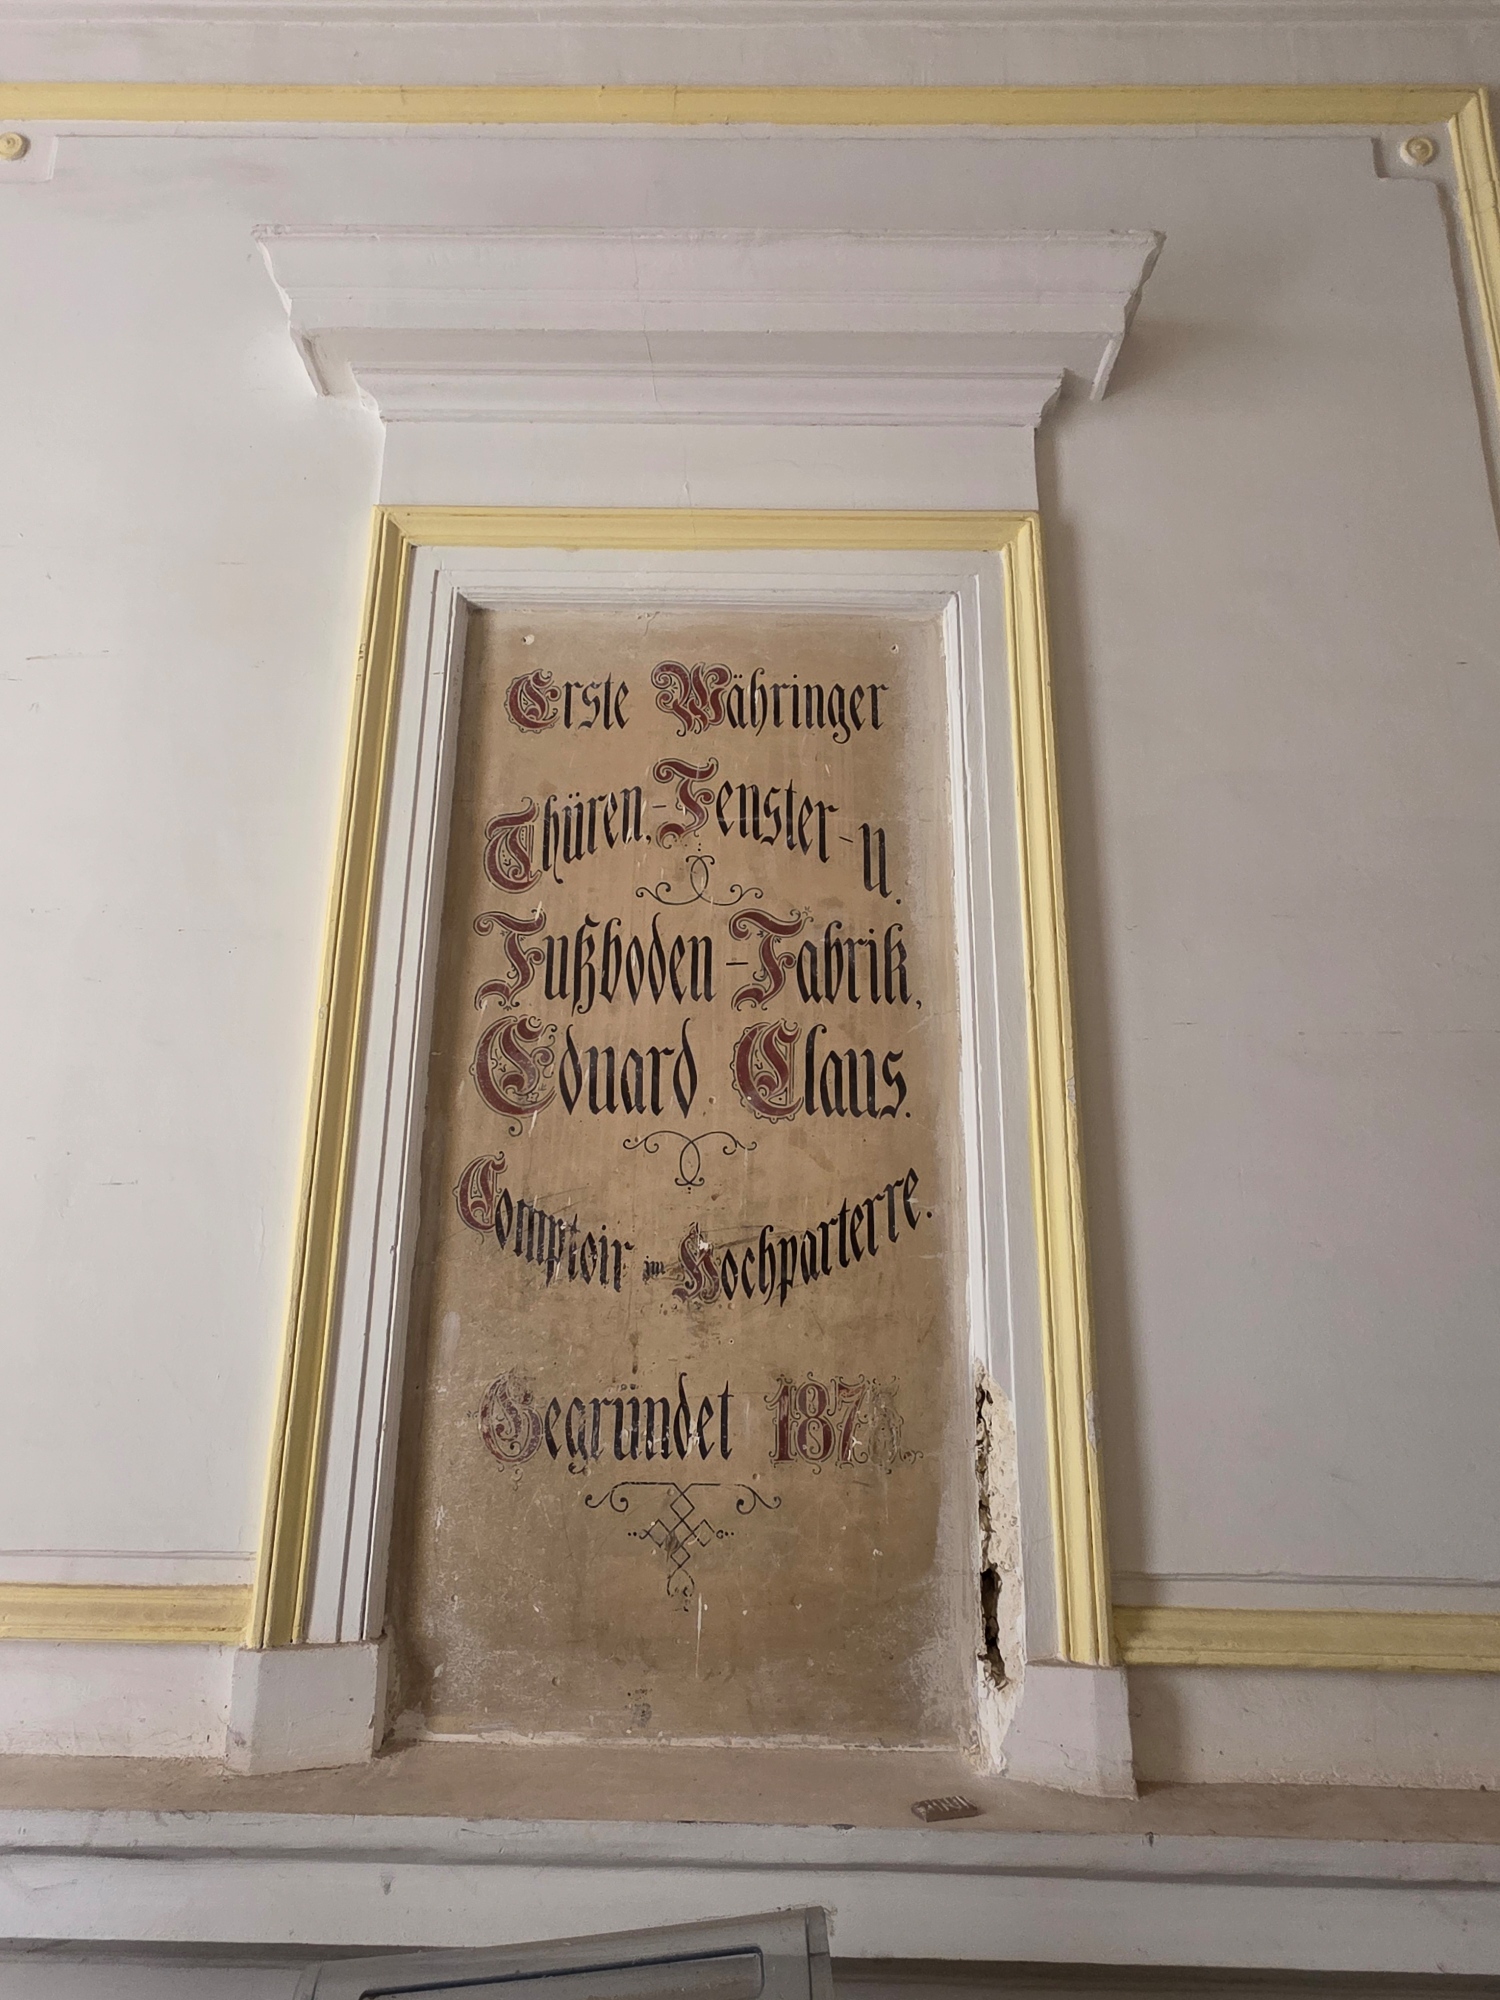 Erste Währinger
Thüren,-Fenster-u.
Fußboden-Fabrik,
Eduard Claus.
Comptoir im Hochparterre.
Gegründet